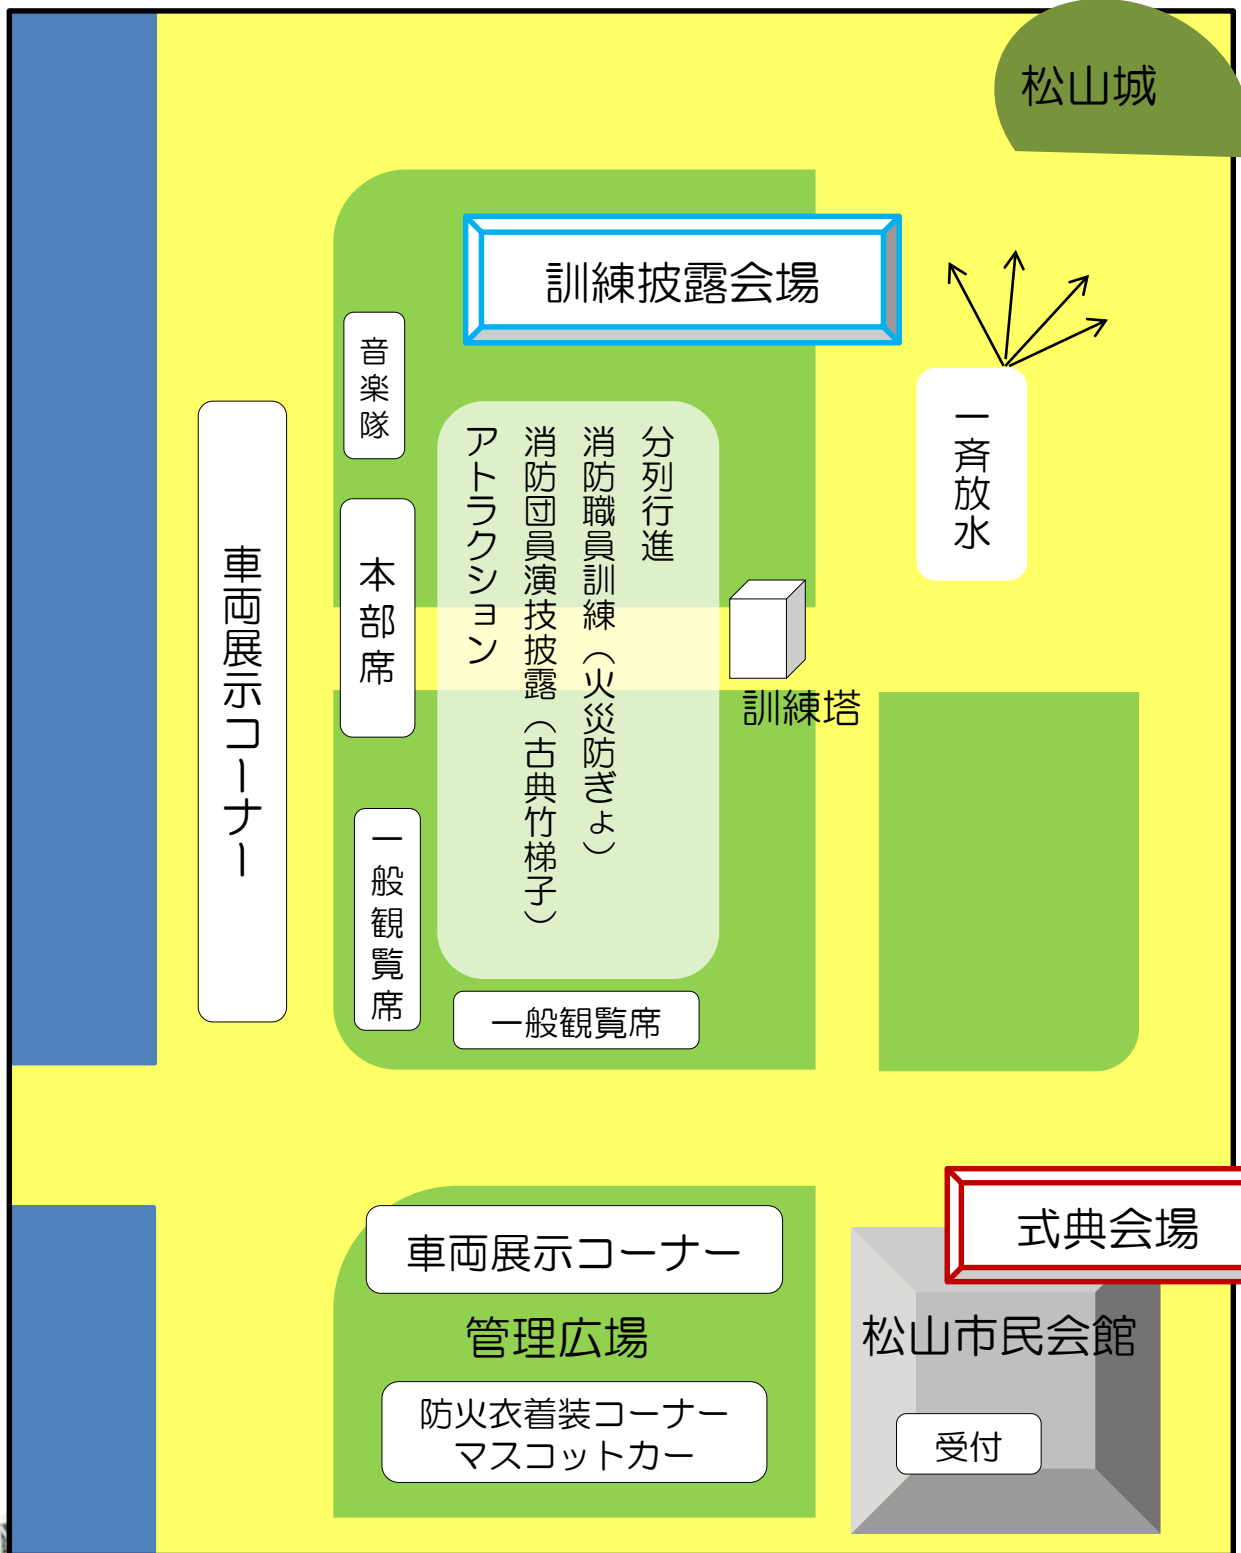 松山城
訓練披露会場
音楽隊
分列行進
消防職員訓練（火災防ぎょ）
消防団員演技披露（古典竹梯子）
アトラクション
一斉放水
車両展示コーナー
本部席
訓練塔
一般観覧席
一般観覧席
式典会場
車両展示コーナー
管理広場
松山市民会館
防火衣着装コーナー
マスコットカー
受付